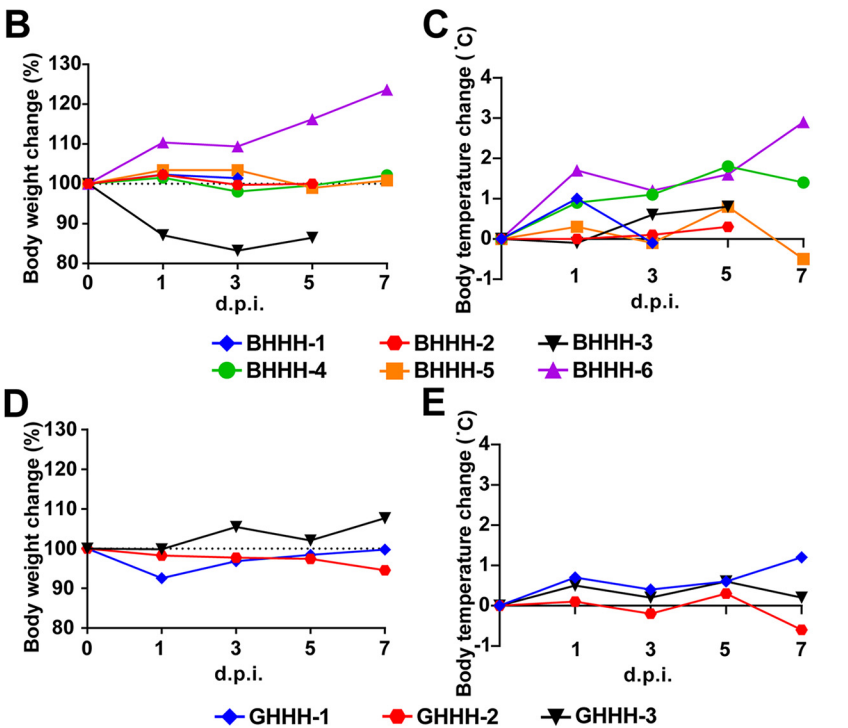 B
Body weight change (%)
130
120
110
100
90
80
0
1
3
5
7
d.p.i.
C
Body temperature change (°C)
4
3
2
1
0
-1
1
3
5
7
d.p.i.
BHHH-1 BHHH-2 BHHH-3
BHHH-4 BHHH-5 BHHH-6
D
Body weight change (%)
130
120
110
100
90
80
0
1
3
5
7
d.p.i.
E
Body temperature change (°C)
4
3
2
1
0
-1
1
3
5
7
d.p.i.
GHHH-1 GHHH-2 GHHH-3